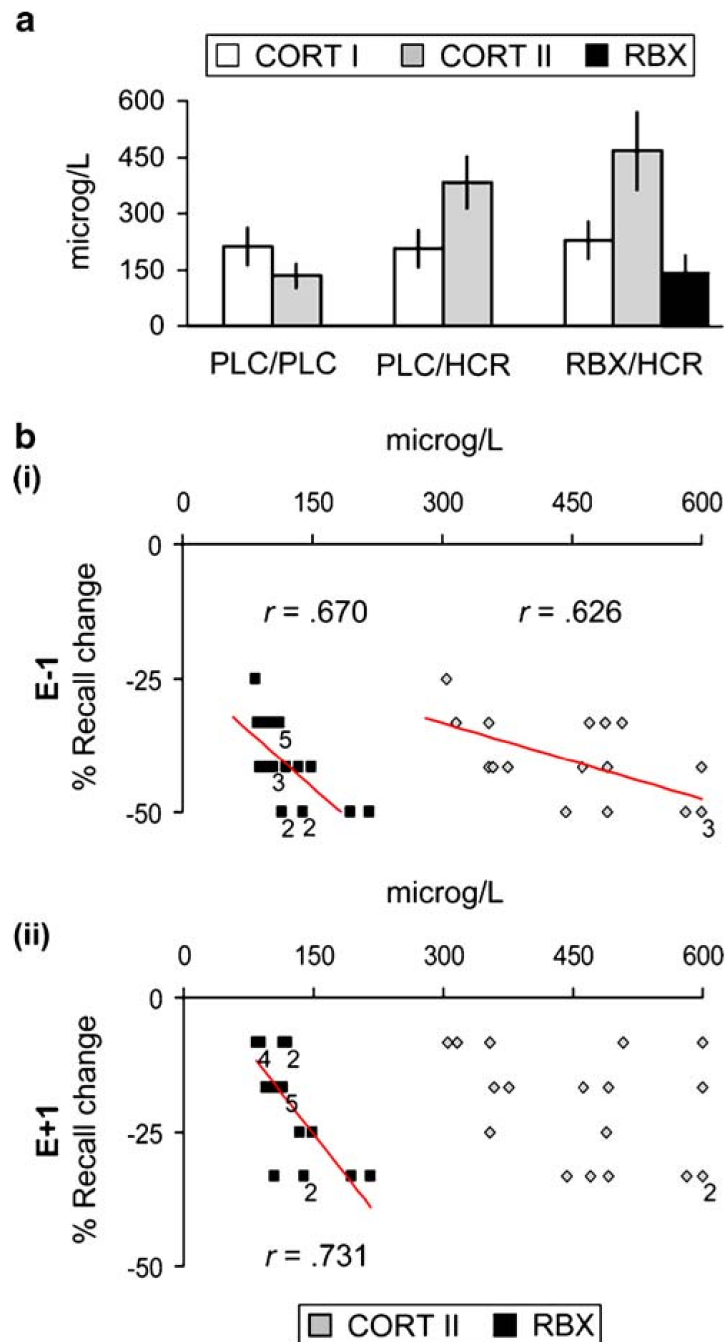 a
CORT I CORT II RBX
microg/L
600
450
300
150
0
PLC/PLC PLC/HCR RBX/HCR
b
microg/L
(i)
0 150 300 450 600
E-1
% Recall change
0
-25
-50
r = .670 r = .626
5
3
2 2 3
microg/L
(ii)
0 150 300 450 600
E+1
% Recall change
0
-25
-50
4 2
5
2 2
r = .731
CORT II RBX